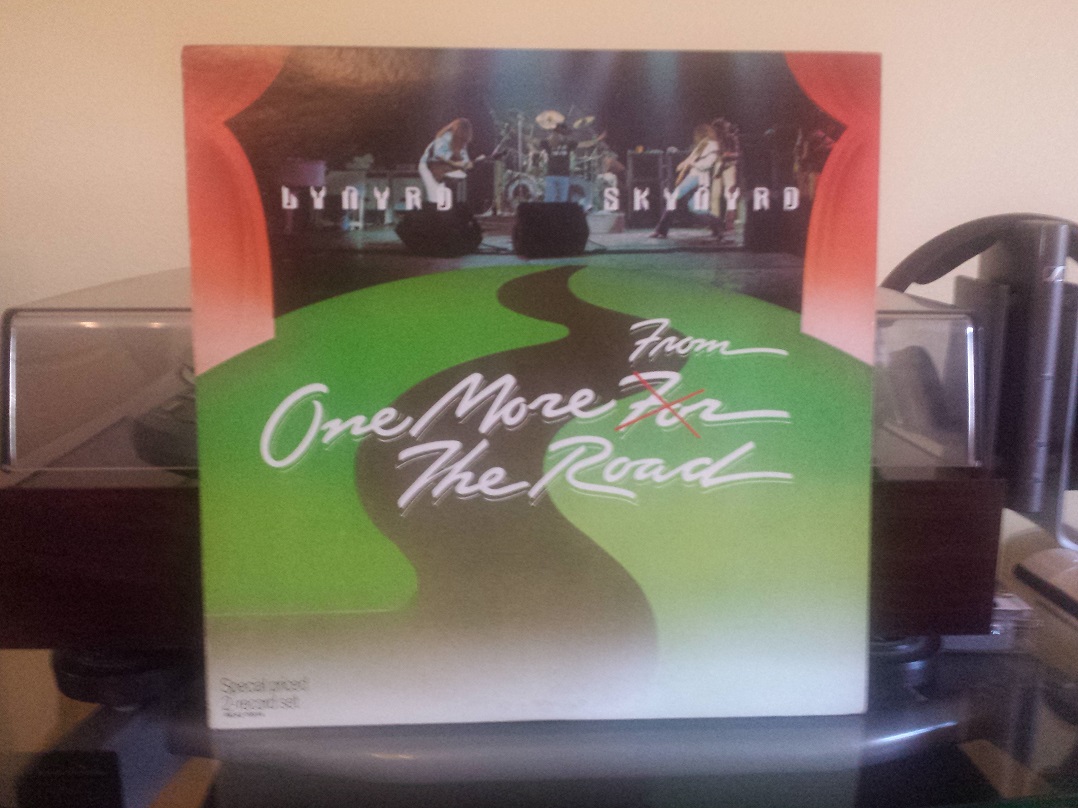 LYNYRD SKYNYRD
From
One More For
The Road
Special priced
2-record set